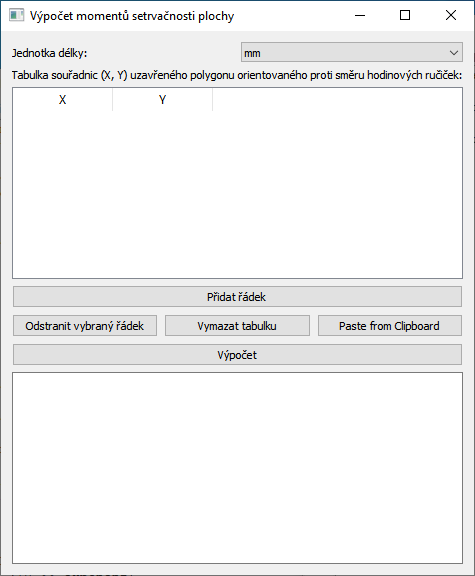 Výpočet momentů setrvačnosti plochy
Jednotka délky: mm
Tabulka souřadnic (X, Y) uzavřeného polygonu orientovaného proti směru hodinových ručiček:
X Y
Přidat řádek
Odstranit vybraný řádek Vymazat tabulku Paste from Clipboard
Výpočet